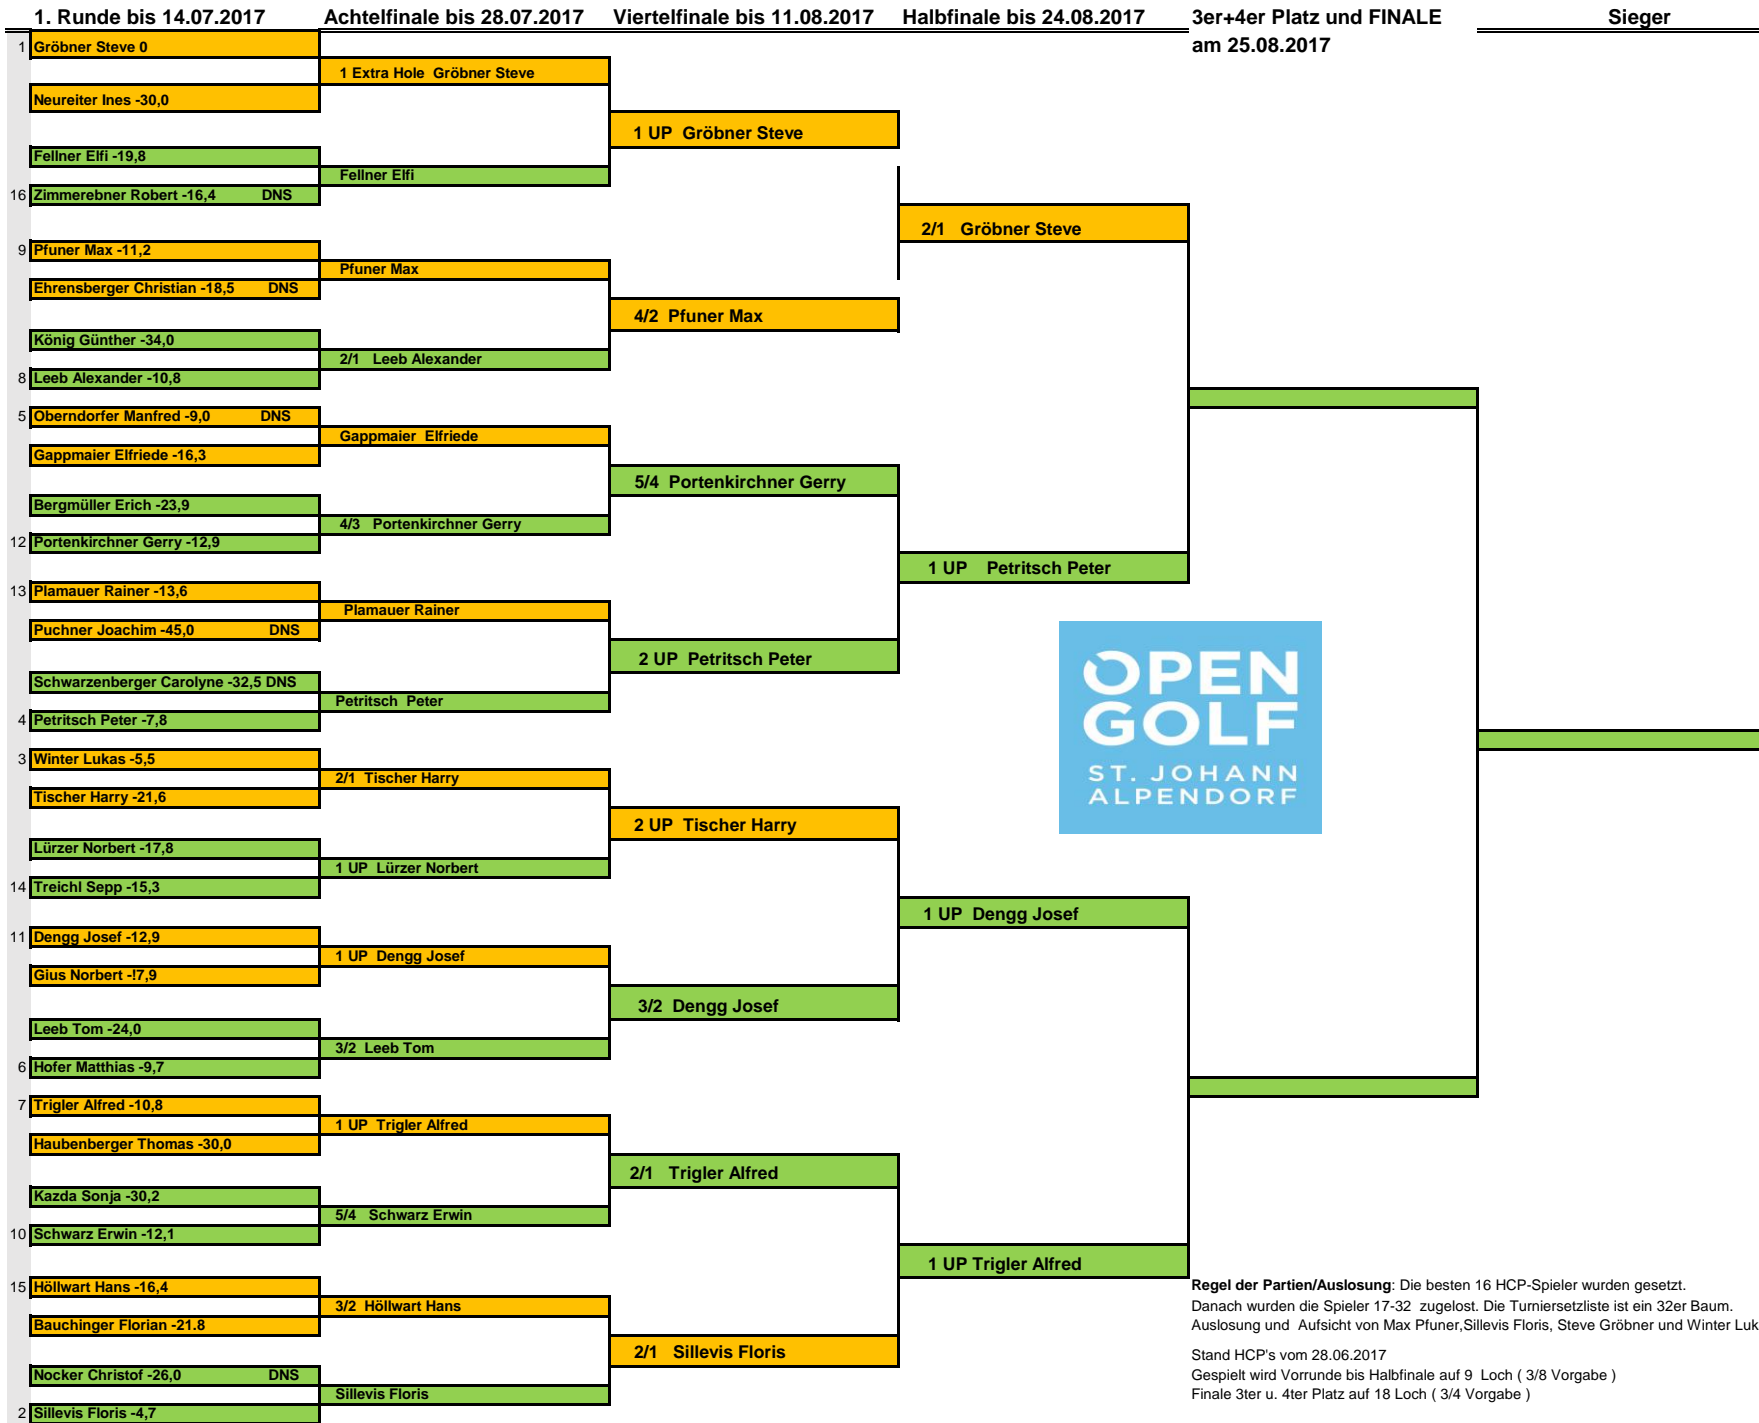 1. Runde bis 14.07.2017
Achtelfinale bis 28.07.2017
Viertelfinale bis 11.08.2017
Halbfinale bis 24.08.2017
3er+4er Platz und FINALE
am 25.08.2017
Sieger
1 Gröbner Steve 0
Neureiter Ines -30,0
Fellner Elfi -19,8
16 Zimmerebner Robert -16,4 DNS
9 Pfuner Max -11,2
Ehrensberger Christian -18,5 DNS
König Günther -34,0
8 Leeb Alexander -10,8
5 Oberndorfer Manfred -9,0 DNS
Gappmaier Elfriede -16,3
Bergmüller Erich -23,9
12 Portenkirchner Gerry -12,9
13 Plamauer Rainer -13,6
Puchner Joachim -45,0 DNS
Schwarzenberger Carolyne -32,5 DNS
4 Petritsch Peter -7,8
3 Winter Lukas -5,5
Tischer Harry -21,6
Lürzer Norbert -17,8
14 Treichl Sepp -15,3
11 Dengg Josef -12,9
Gius Norbert -!7,9
Leeb Tom -24,0
6 Hofer Matthias -9,7
7 Trigler Alfred -10,8
Haubenberger Thomas -30,0
Kazda Sonja -30,2
10 Schwarz Erwin -12,1
15 Höllwart Hans -16,4
Bauchinger Florian -21.8
Nocker Christof -26,0 DNS
2 Sillevis Floris -4,7
1 Extra Hole Gröbner Steve
Fellner Elfi
Pfuner Max
2/1 Leeb Alexander
Gappmaier Elfriede
4/3 Portenkirchner Gerry
Plamauer Rainer
Petritsch Peter
2/1 Tischer Harry
1 UP Lürzer Norbert
1 UP Dengg Josef
3/2 Leeb Tom
1 UP Trigler Alfred
5/4 Schwarz Erwin
3/2 Höllwart Hans
Sillevis Floris
1 UP Gröbner Steve
4/2 Pfuner Max
5/4 Portenkirchner Gerry
2 UP Petritsch Peter
2 UP Tischer Harry
3/2 Dengg Josef
2/1 Trigler Alfred
2/1 Sillevis Floris
2/1 Gröbner Steve
1 UP Petritsch Peter
1 UP Dengg Josef
1 UP Trigler Alfred
OPEN
GOLF
ST. JOHANN
ALPENDORF
Regel der Partien/Auslosung: Die besten 16 HCP-Spieler wurden gesetzt.
Danach wurden die Spieler 17-32 zugelost. Die Turniersetzliste ist ein 32er Baum.
Auslosung und Aufsicht von Max Pfuner,Sillevis Floris, Steve Gröbner und Winter Luk
Stand HCP's vom 28.06.2017
Gespielt wird Vorrunde bis Halbfinale auf 9 Loch ( 3/8 Vorgabe )
Finale 3ter u. 4ter Platz auf 18 Loch ( 3/4 Vorgabe )